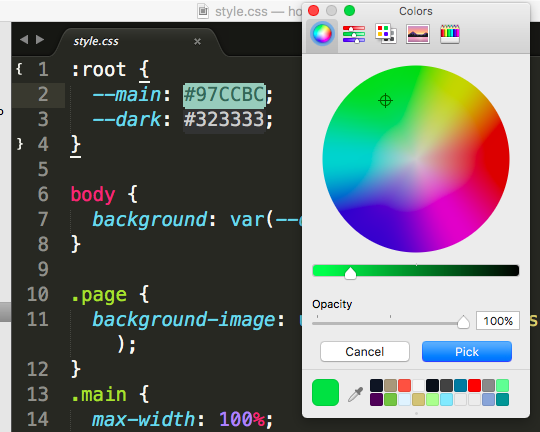 style.css — ho
Colors
style.css ×
{ 1 :root {
2 --main: #97CCBC;
3 --dark: #323333;
} 4 }
5
6 body {
7 background: var(--
8 }
9
10 .page {
11 background-image: u
s
);
12 }
13 .main {
14 max-width: 100%;
Opacity
100%
Cancel Pick